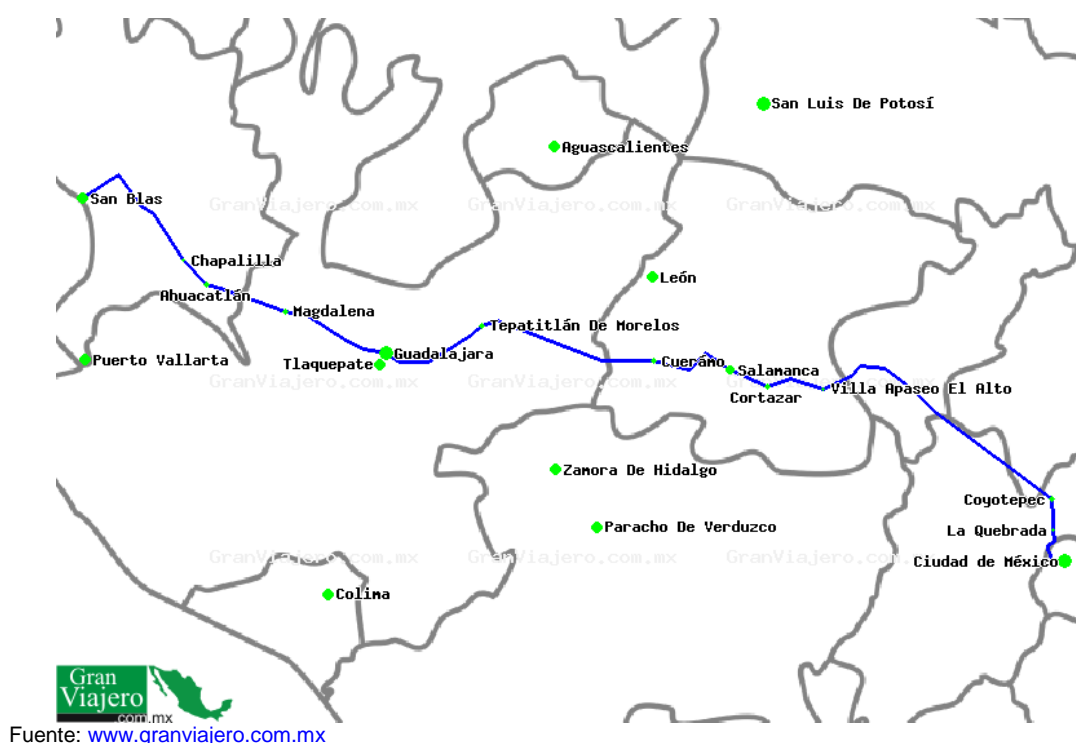 San Luis De Potosí
Aguascalientes
San Blas
GranViajero.com.mx
GranViajero.com.mx
GranViajero.com.mx
Chapalilla
León
Ahuacatlán
Magdalena
Tepatitlán De Morelos
Guadalajara
Puerto Vallarta
Tlaquepate
Cuerámo
Salamanca
GranViajero.com.mx
GranViajero.com.mx
GranViajero.com.mx
Villa Apaseo El Alto
Cortazar
Zamora De Hidalgo
Coyotepec
Paracho De Verduzco
La Quebrada
GranViajero.com.mx
GranViajero.com.mx
GranViajero.com.mx
Ciudad de México
Colima
Gran
Viajero
.com.mx
Fuente: www.granviajero.com.mx